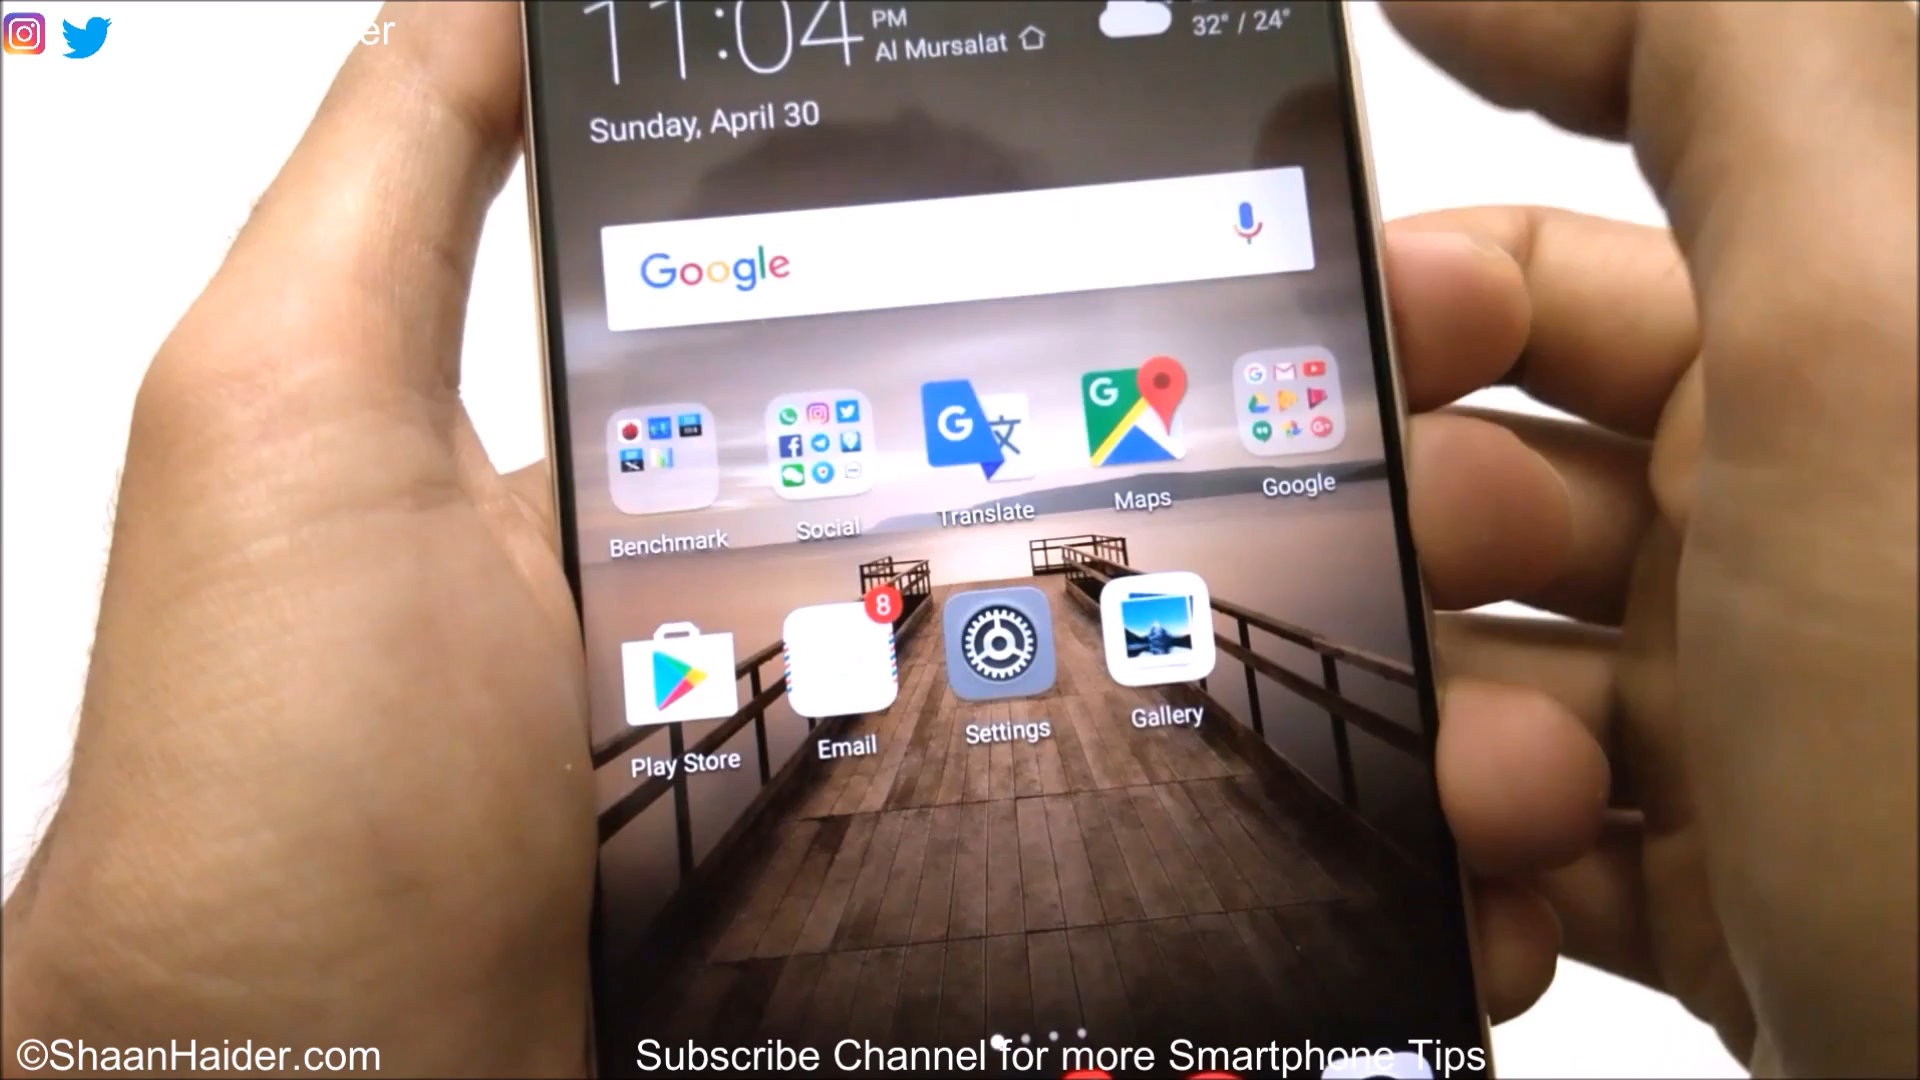 er
11:04 PM
Al Mursalat
32° / 24°
Sunday, April 30
Google
G
G
Benchmark
Social
Translate
Maps
Google
8
Play Store
Email
Settings
Gallery
©ShaanHaider.com
Subscribe Channel for more Smartphone Tips